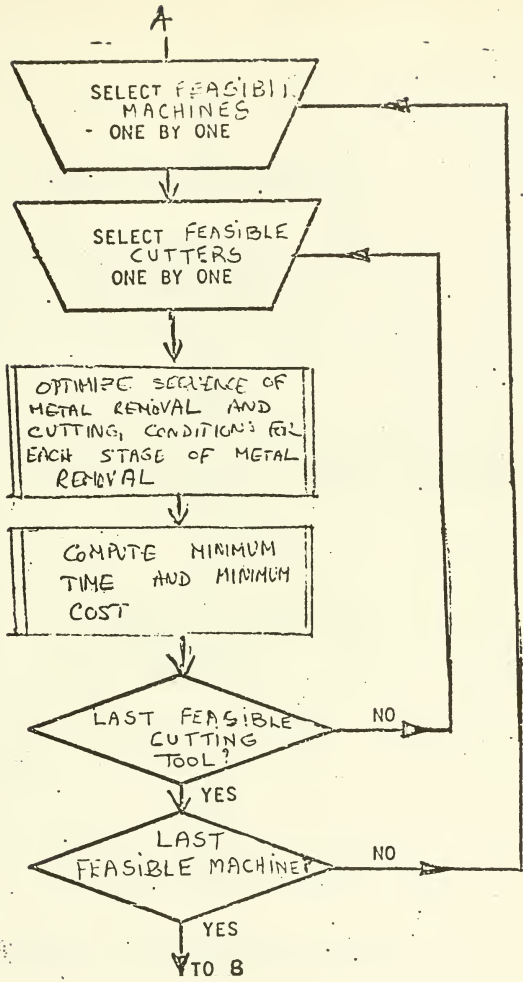 A
SELECT FEASIBIL
MACHINES
ONE BY ONE
SELECT FEASIBLE
CUTTERS
ONE BY ONE
OPTIMIZE SEQUENCE OF
METAL REMOVAL AND
CUTTING, CONDITIONS FOR
EACH STAGE OF METAL
REMOVAL
COMPUTE MINIMUM
TIME AND MINIMUM
COST
LAST FEASIBLE
CUTTING
TOOL?
NO
YES
LAST
FEASIBLE MACHINE?
NO
YES
TO B